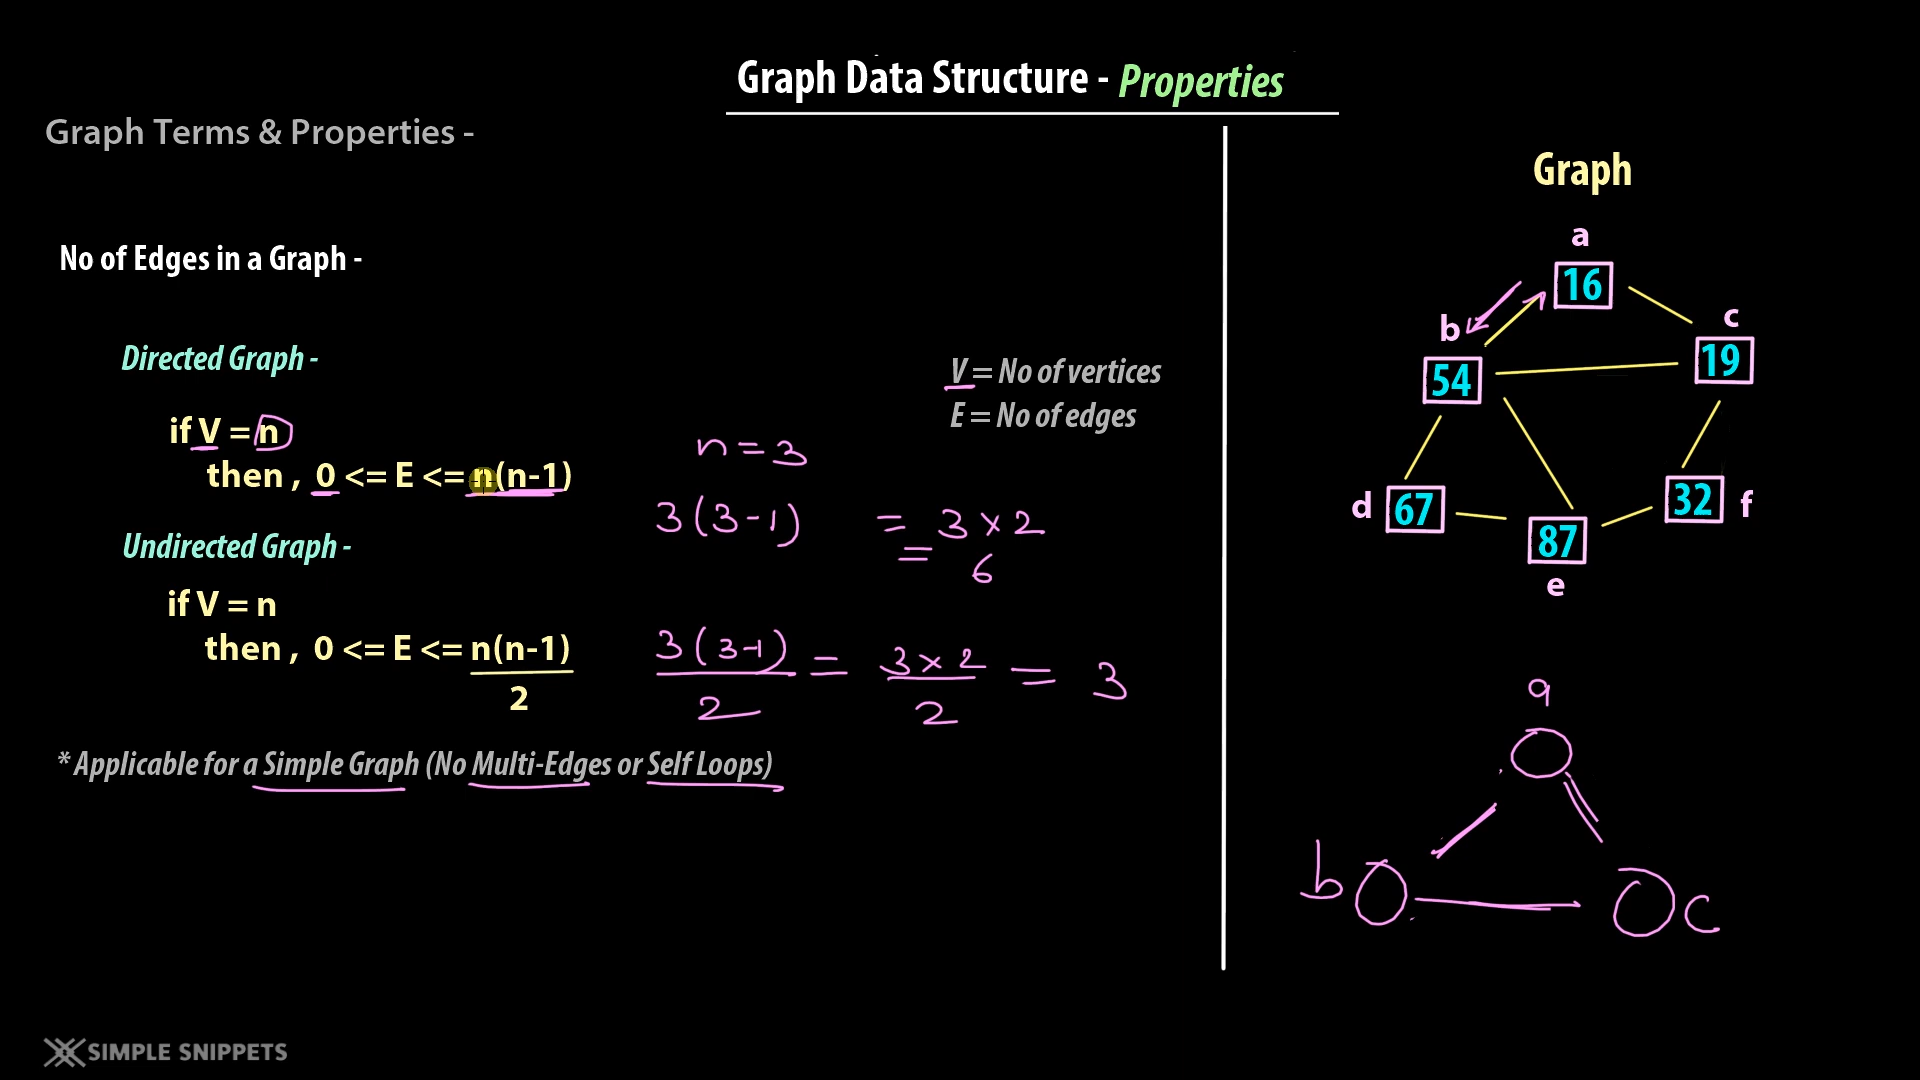 Graph Data Structure - Properties
Graph Terms & Properties -
No of Edges in a Graph -
Directed Graph -
if V = n
then , 0 <= E <= n(n-1)
Undirected Graph -
if V = n
then , 0 <= E <= n(n-1)
2
* Applicable for a Simple Graph (No Multi-Edges or Self Loops)
V = No of vertices
E = No of edges
n = 3
3(3-1) = 3 × 2
= 6
3(3-1) = 3 × 2 = 3
2 2
Graph
a
16
b
c
54
19
d 67
32 f
87
e
a
b
c
SIMPLE SNIPPETS